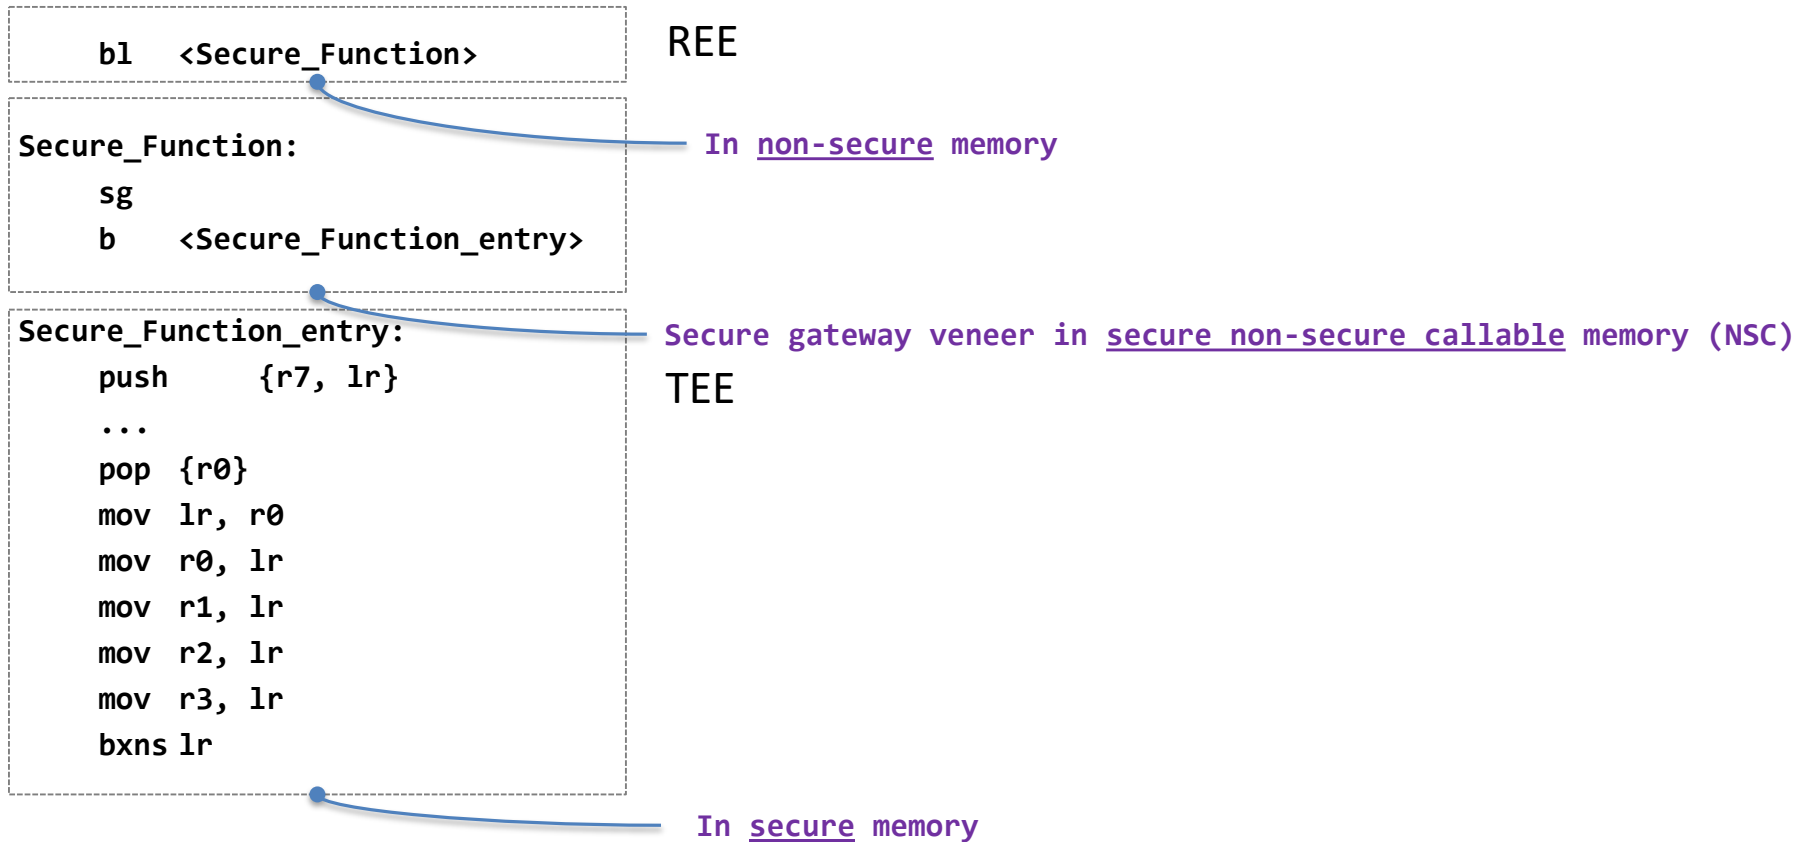 bl <Secure_Function>
REE
In non-secure memory
Secure_Function:
sg
b <Secure_Function_entry>
Secure gateway veneer in secure non-secure callable memory (NSC)
TEE
Secure_Function_entry:
push {r7, lr}
...
pop {r0}
mov lr, r0
mov r0, lr
mov r1, lr
mov r2, lr
mov r3, lr
bxns lr
In secure memory